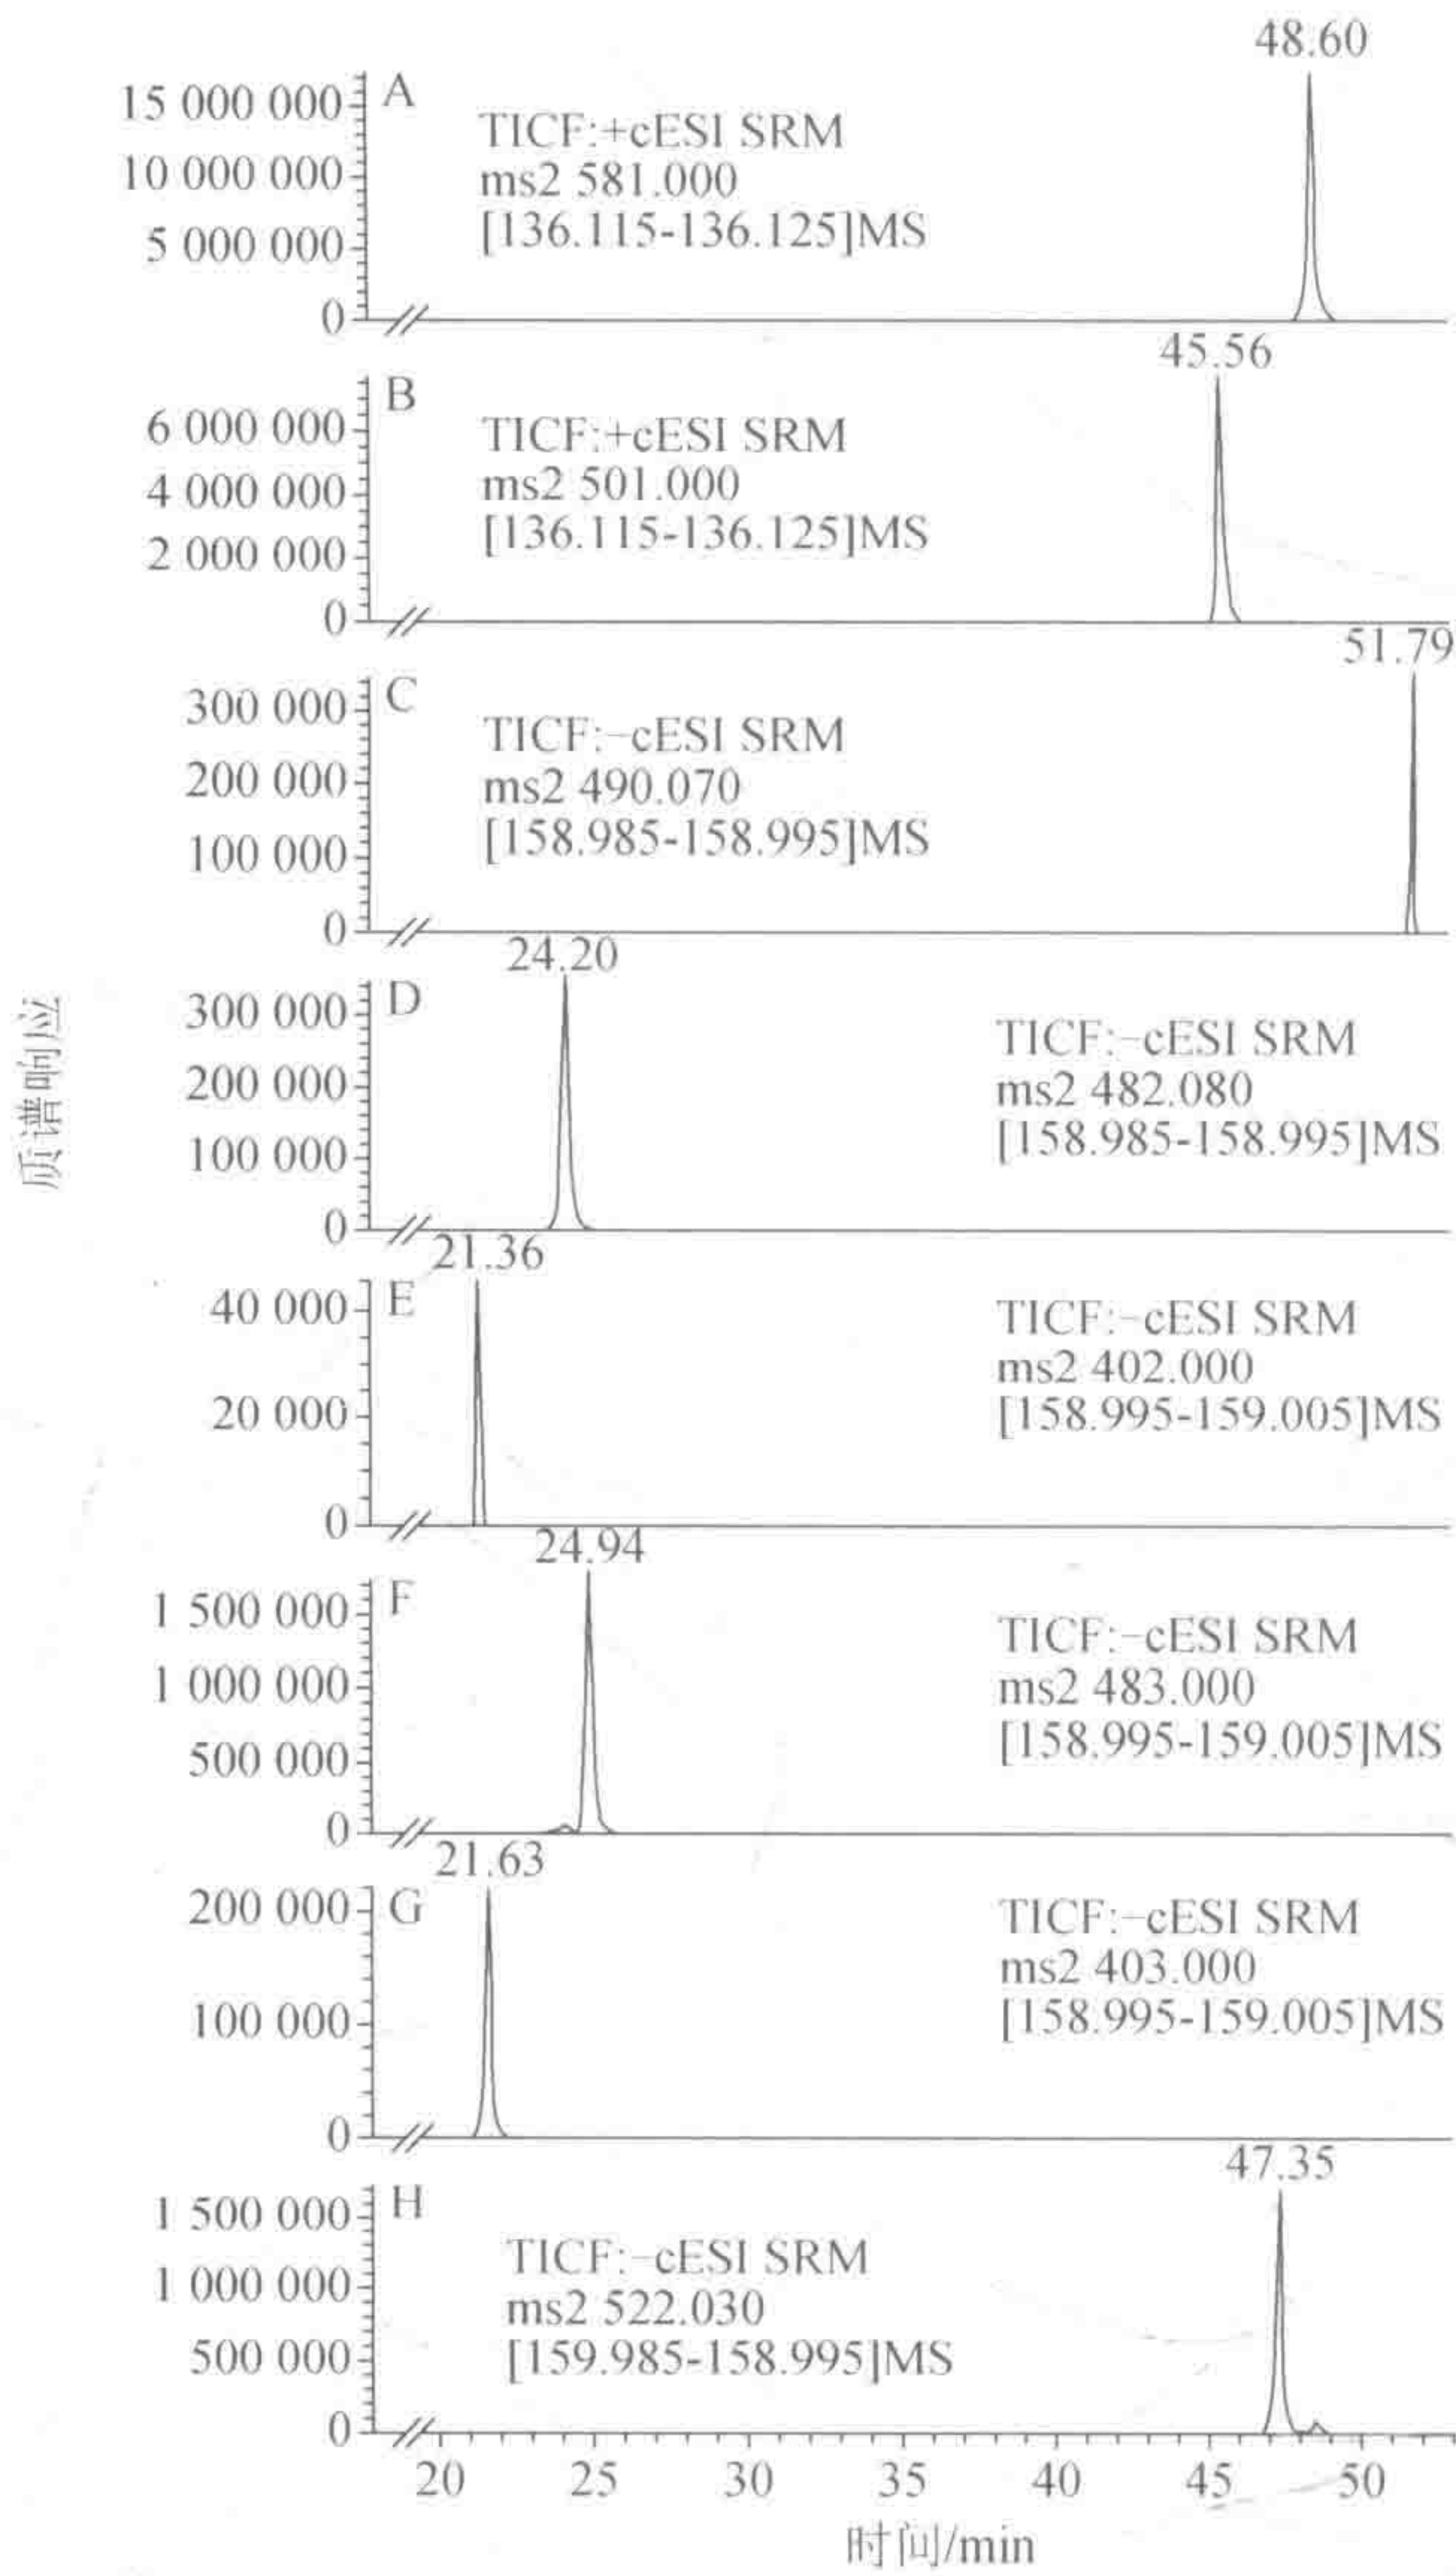 48.60
15 000 000
A
TICF:+cESI SRM
10 000 000
ms2 581.000
5 000 000
[136.115-136.125]MS
0
45.56
B
6 000 000
TICF:+cESI SRM
4 000 000
ms2 501.000
2 000 000
[136.115-136.125]MS
0
51.79
300 000
C
TICF:-cESI SRM
200 000
ms2 490.070
100 000
[158.985-158.995]MS
0
24.20
300 000
D
TICF:-cESI SRM
200 000
ms2 482.080
100 000
[158.985-158.995]MS
0
质谱响应
21.36
40 000
E
TICF:-cESI SRM
ms2 402.000
20 000
[158.995-159.005]MS
0
24.94
1 500 000
F
TICF:-cESI SRM
1 000 000
ms2 483.000
500 000
[158.995-159.005]MS
0
21.63
200 000
G
TICF:-cESI SRM
ms2 403.000
100 000
[158.995-159.005]MS
0
47.35
1 500 000
H
TICF:-cESI SRM
1 000 000
ms2 522.030
500 000
[159.985-158.995]MS
0
20 25 30 35 40 45 50
时间/min